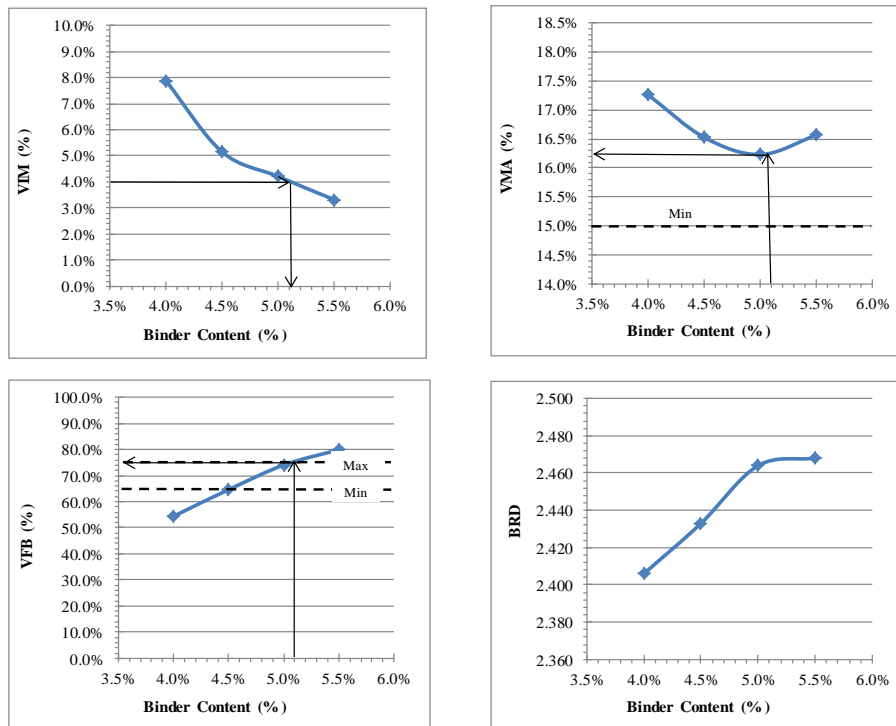 10.0%
9.0%
8.0%
7.0%
6.0%
5.0%
4.0%
3.0%
2.0%
1.0%
0.0%
VIM (%)
3.5% 4.0% 4.5% 5.0% 5.5% 6.0%
Binder Content (%)
18.5%
18.0%
17.5%
17.0%
16.5%
16.0%
15.5%
15.0%
14.5%
14.0%
VMA (%)
Min
3.5% 4.0% 4.5% 5.0% 5.5% 6.0%
Binder Content (%)
100.0%
90.0%
80.0%
70.0%
60.0%
50.0%
40.0%
30.0%
20.0%
10.0%
0.0%
VFB (%)
Max
Min
3.5% 4.0% 4.5% 5.0% 5.5% 6.0%
Binder Content (%)
2.500
2.480
2.460
2.440
2.420
2.400
2.380
2.360
BRD
3.5% 4.0% 4.5% 5.0% 5.5% 6.0%
Binder Content (%)